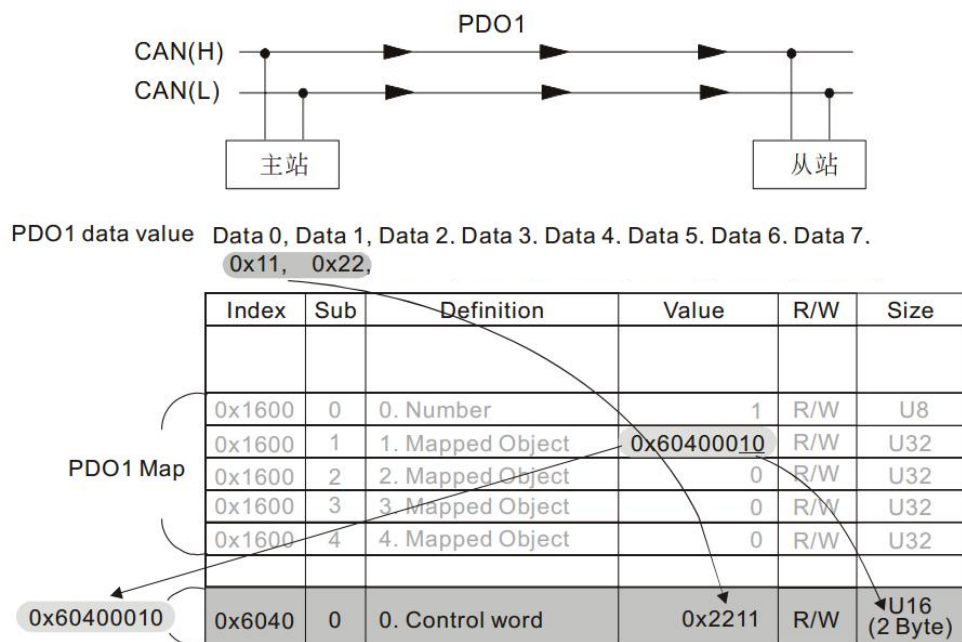 PDO1
CAN(H)
CAN(L)
主站
从站
PDO1 data value Data 0, Data 1, Data 2. Data 3. Data 4. Data 5. Data 6. Data 7.
0x11, 0x22,
Index Sub Definition Value R/W Size
0x1600 0 0. Number 1 R/W U8
0x1600 1 1. Mapped Object 0x60400010 R/W U32
PDO1 Map
0x1600 2 2. Mapped Object 0 R/W U32
0x1600 3 3. Mapped Object 0 R/W U32
0x1600 4 4. Mapped Object 0 R/W U32
0x60400010
0x6040 0 0. Control word 0x2211 R/W U16
(2 Byte)